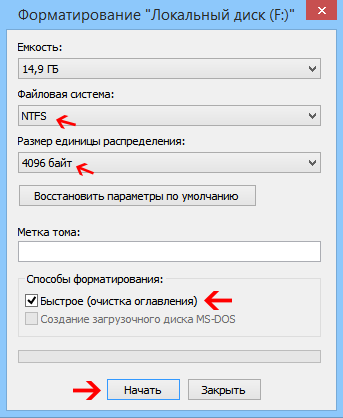 Форматирование "Локальный диск (F:)"
Емкость:
14,9 ГБ
Файловая система:
NTFS
Размер единицы распределения:
4096 байт
Восстановить параметры по умолчанию
Метка тома:
Способы форматирования:
Быстрое (очистка оглавления)
Создание загрузочного диска MS-DOS
Начать Закрыть